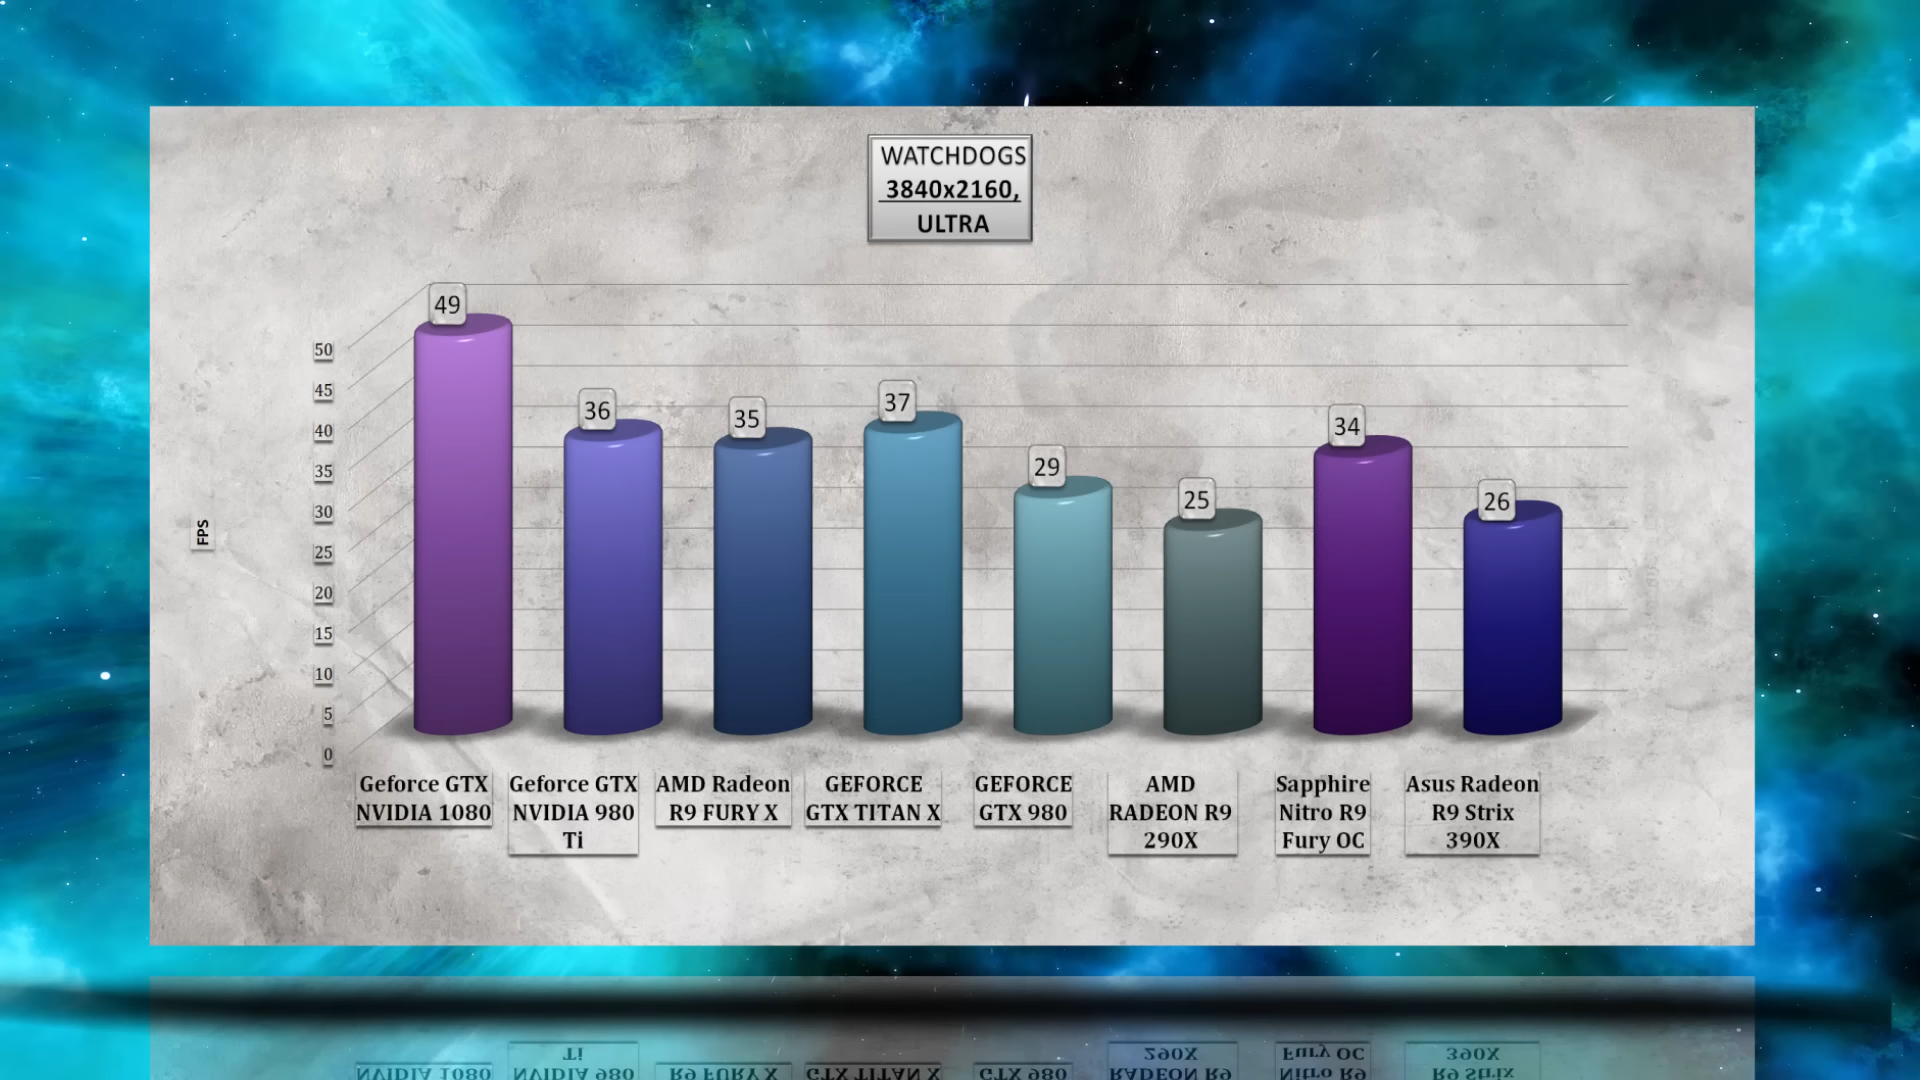 WATCHDOGS
3840x2160,
ULTRA
49
36
35
37
29
25
34
26
FPS
50
45
40
35
30
25
20
15
10
5
0
Geforce GTX
NVIDIA 1080
Geforce GTX
NVIDIA 980
Ti
AMD Radeon
R9 FURY X
GEFORCE
GTX TITAN X
GEFORCE
GTX 980
AMD
RADEON R9
290X
Sapphire
Nitro R9
Fury OC
Asus Radeon
R9 Strix
390X